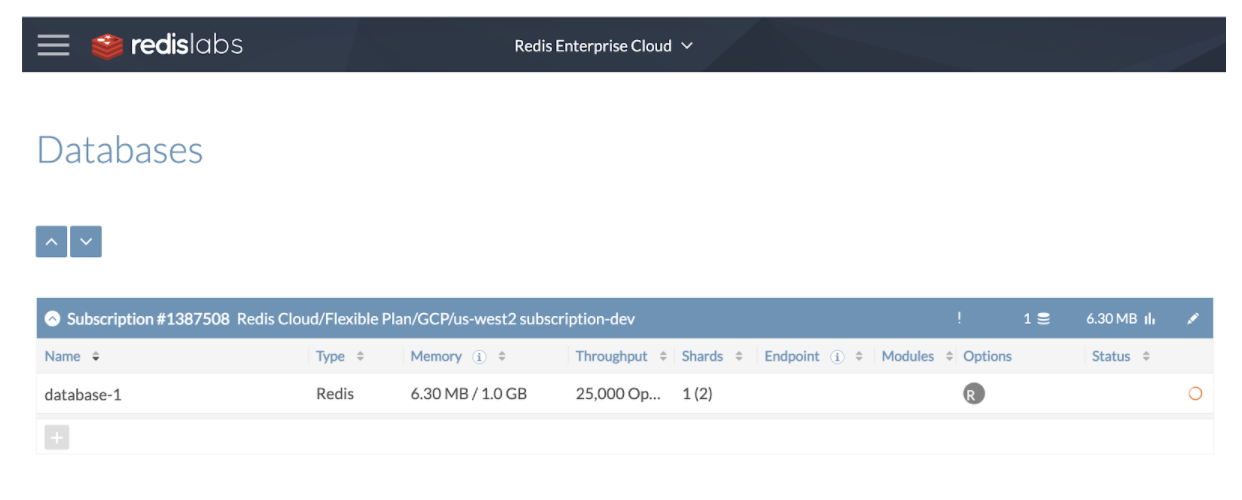 redislabs
Redis Enterprise Cloud
Databases
Subscription #1387508 Redis Cloud/Flexible Plan/GCP/us-west2 subscription-dev ! 1 6.30 MB
Name Type Memory i Throughput Shards Endpoint i Modules Options Status
database-1 Redis 6.30 MB / 1.0 GB 25,000 Op... 1 (2) R
+